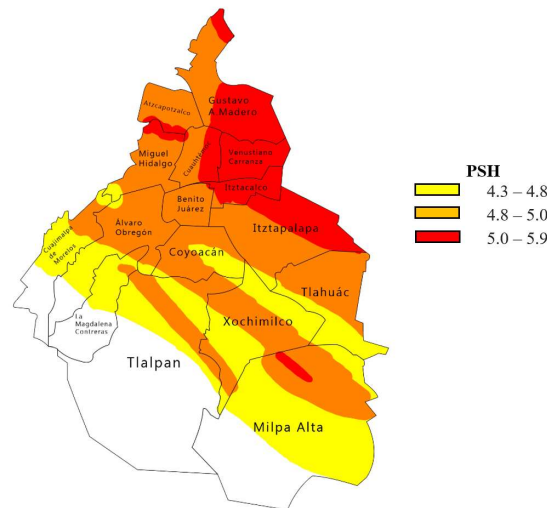 Atzcapotzalco
Gustavo
A.Madero
Miguel
Hidalgo
Cuauhtémoc
Venustiano
Carranza
Itztacalco
Benito
Juárez
Itztapalapa
Cuajimalpa
de
Morelos
Álvaro
Obregón
Coyoacán
Tlahuác
La
Magdalena
Contreras
Xochimilco
Tlalpan
Milpa Alta
PSH
4.3 – 4.8
4.8 – 5.0
5.0 – 5.9